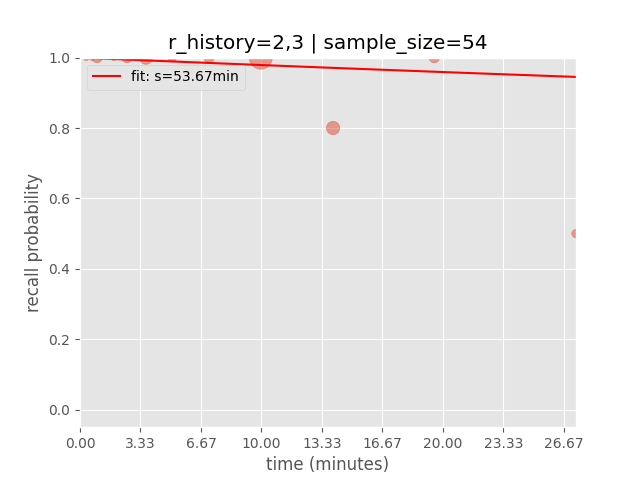 r_history=2,3 | sample_size=54
fit: s=53.67min
recall probability
1.0
0.8
0.6
0.4
0.2
0.0
0.00 3.33 6.67 10.00 13.33 16.67 20.00 23.33 26.67
time (minutes)